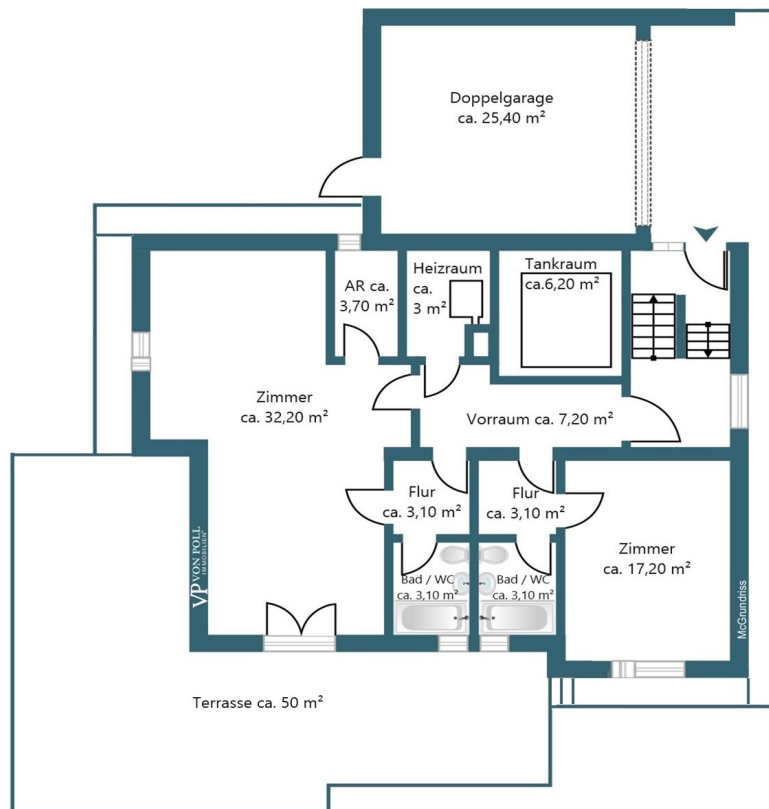 Doppelgarage
ca. 25,40 m²
AR ca.
3,70 m²
Heizraum
ca.
3 m²
Tankraum
ca.6,20 m²
Zimmer
ca. 32,20 m²
Vorraum ca. 7,20 m²
Flur
ca. 3,10 m²
Flur
ca. 3,10 m²
Zimmer
ca. 17,20 m²
Bad / WC
ca. 3,10 m²
Bad / WC
ca. 3,10 m²
VP VON POLL
IMMOBILIEN
McGrundriss
Terrasse ca. 50 m²